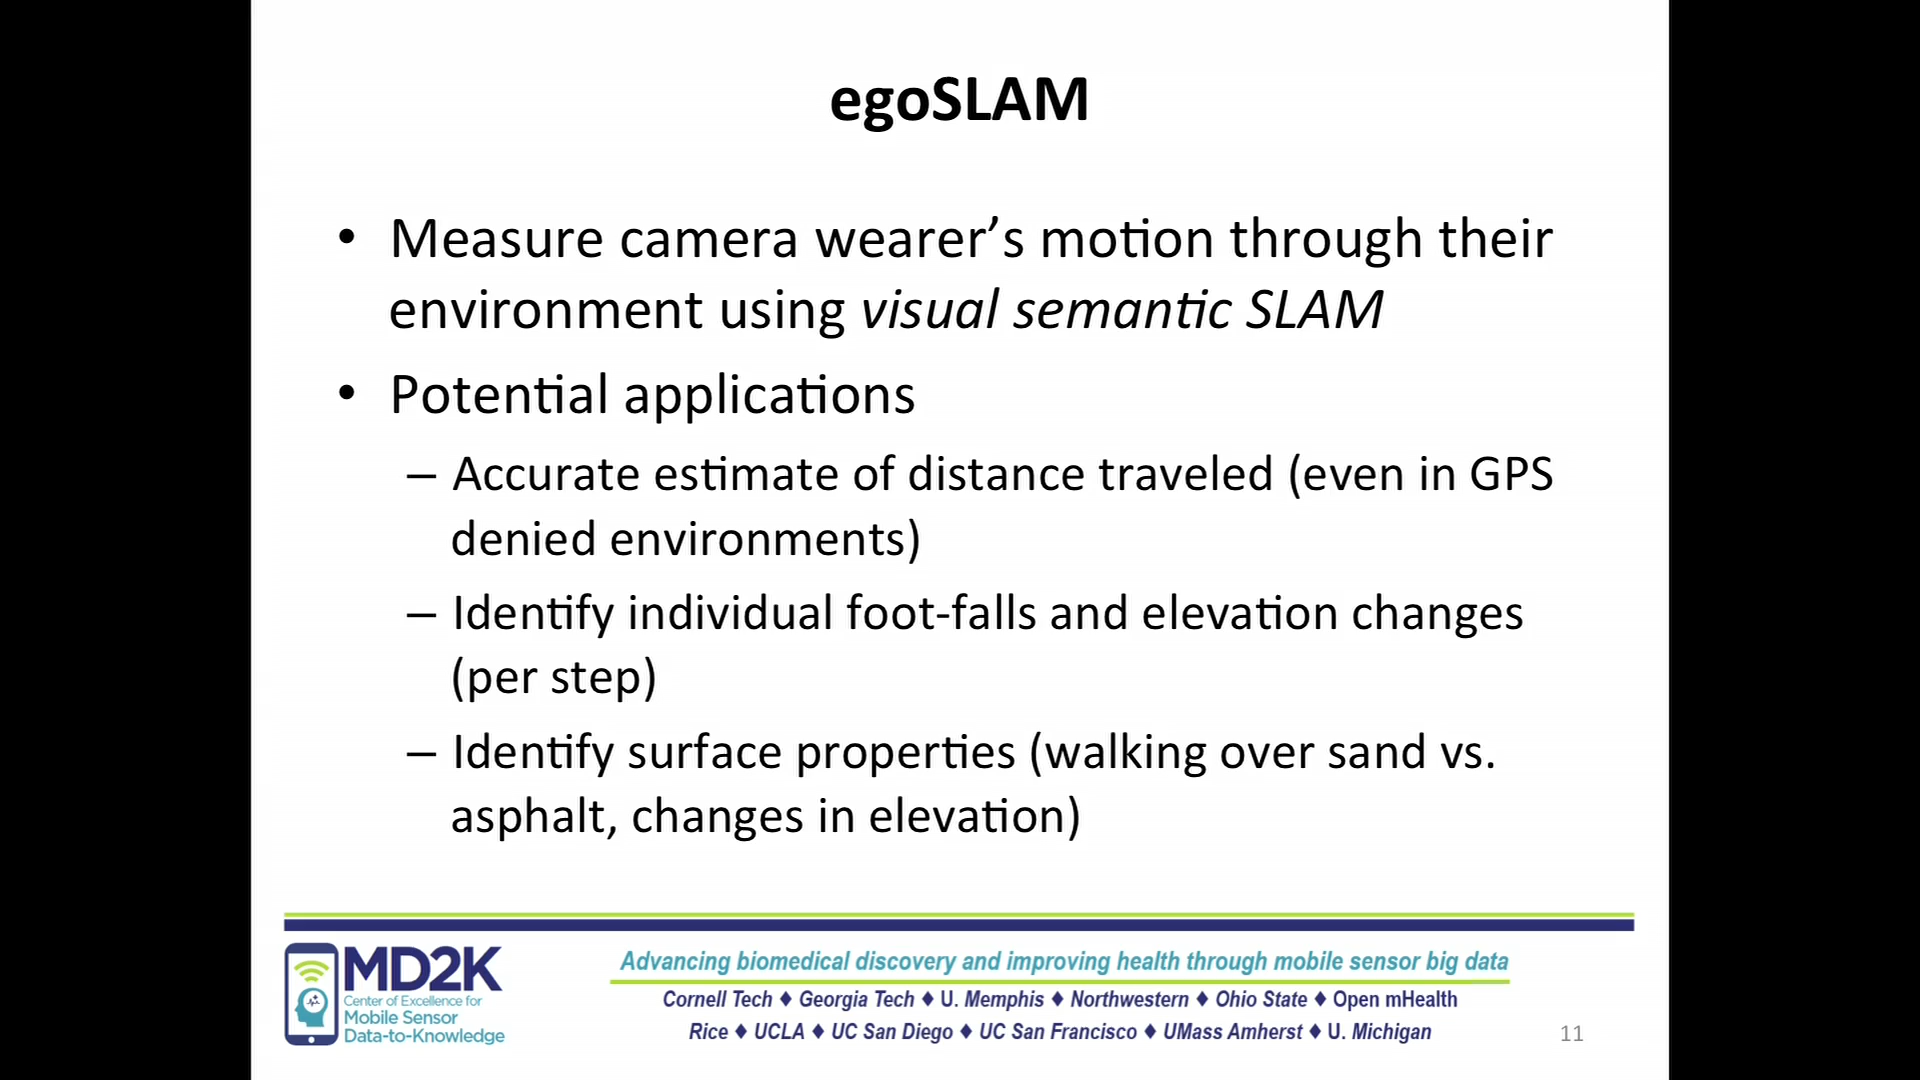 egoSLAM
• Measure camera wearer’s motion through their
environment using visual semantic SLAM
• Potential applications
– Accurate estimate of distance traveled (even in GPS
denied environments)
– Identify individual foot-falls and elevation changes
(per step)
– Identify surface properties (walking over sand vs.
asphalt, changes in elevation)
MD2K
Center of Excellence for
Mobile Sensor
Data-to-Knowledge
Advancing biomedical discovery and improving health through mobile sensor big data
Cornell Tech ♦ Georgia Tech ♦ U. Memphis ♦ Northwestern ♦ Ohio State ♦ Open mHealth
Rice ♦ UCLA ♦ UC San Diego ♦ UC San Francisco ♦ UMass Amherst ♦ U. Michigan
11